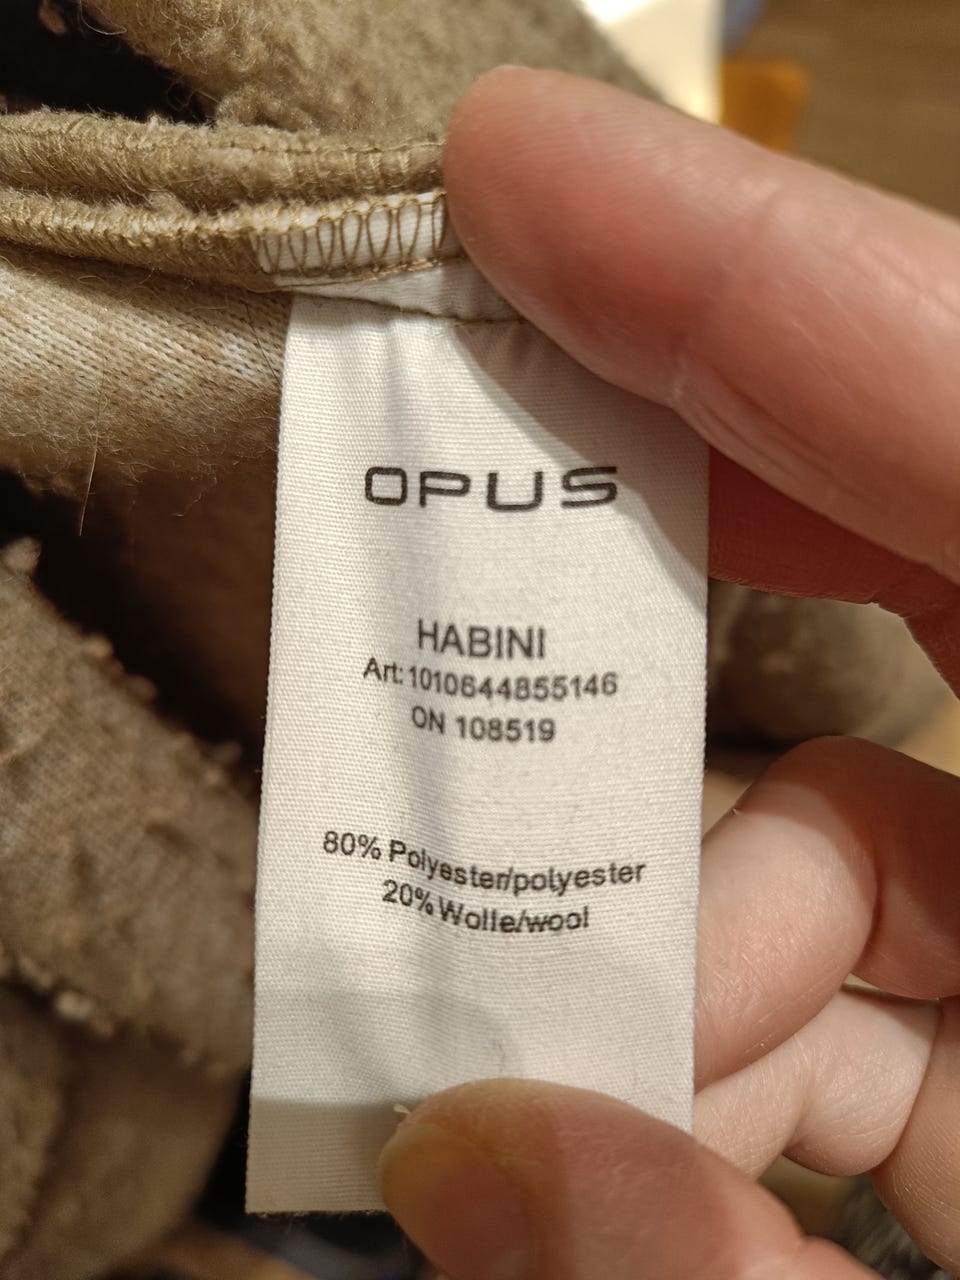 OPUS
HABINI
Art: 1010644855146
ON 108519
80% Polyester/polyester
20% Wolle/wool